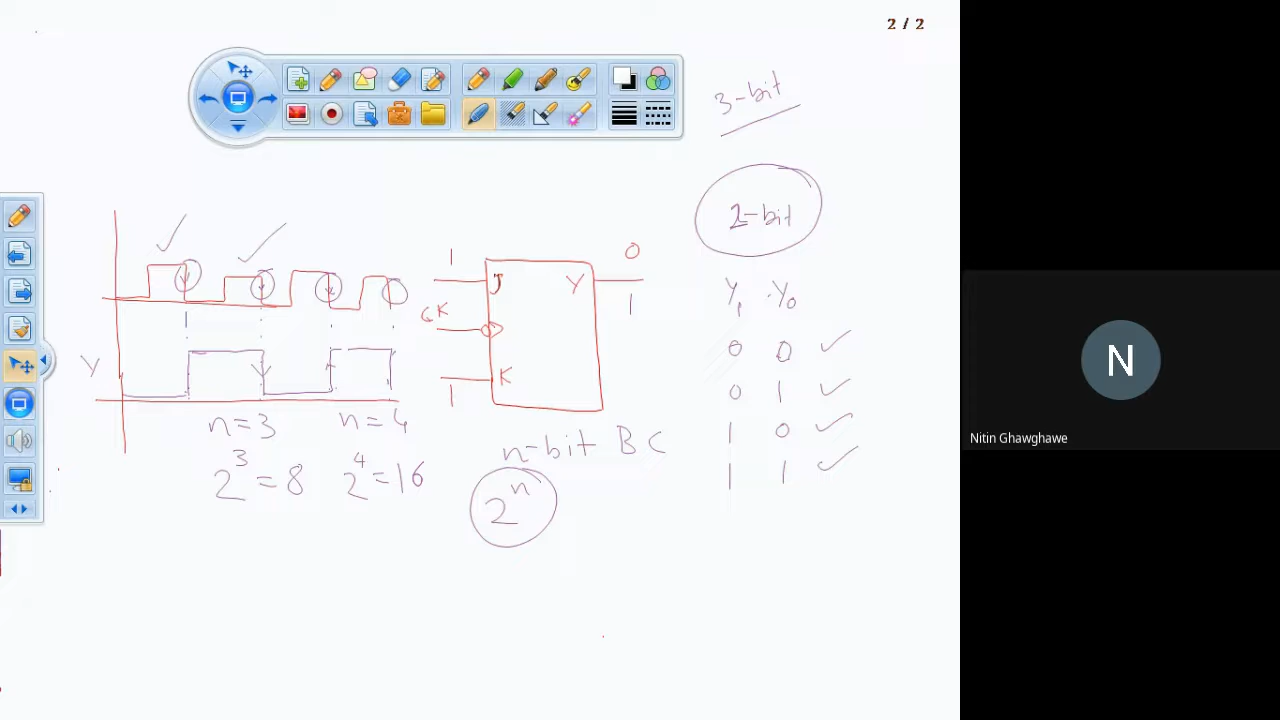 2 / 2
3-bit
2-bit
1
0
J
Y
CK
1
K
1
Y1 Y0
0 0
0 1
1 0
1 1
Y
n=3
n=4
2^3 = 8
2^4 = 16
n-bit BC
2^n
N
Nitin Ghawghawe